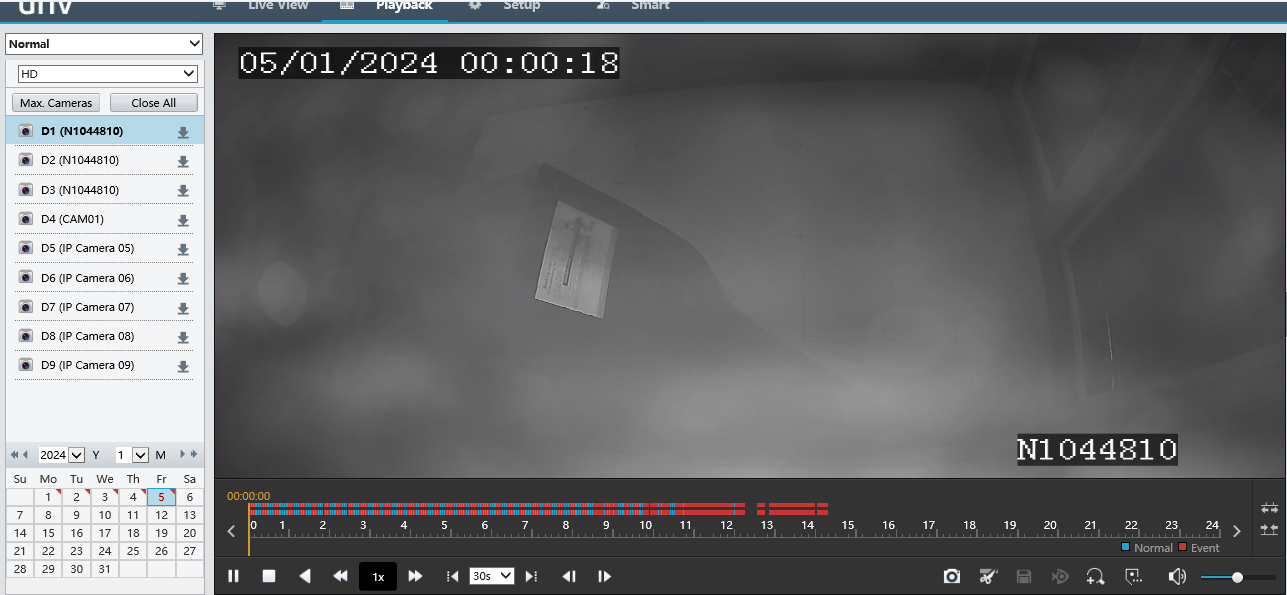 unv Live View Playback Setup Smart
Normal
HD
Max. Cameras Close All
D1 (N1044810)
D2 (N1044810)
D3 (N1044810)
D4 (CAM01)
D5 (IP Camera 05)
D6 (IP Camera 06)
D7 (IP Camera 07)
D8 (IP Camera 08)
D9 (IP Camera 09)
2024 Y 1 M
Su Mo Tu We Th Fr Sa
1 2 3 4 5 6
7 8 9 10 11 12 13
14 15 16 17 18 19 20
21 22 23 24 25 26 27
28 29 30 31
05/01/2024 00:00:18
N1044810
00:00:00
0 1 2 3 4 5 6 7 8 9 10 11 12 13 14 15 16 17 18 19 20 21 22 23 24
Normal Event
1x 30s